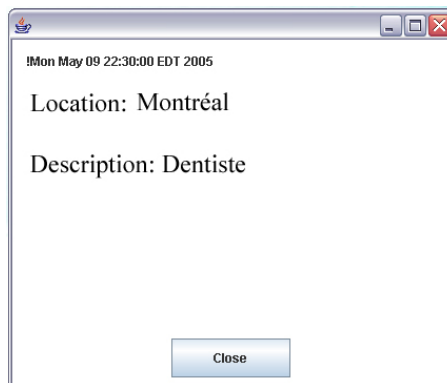 !Mon May 09 22:30:00 EDT 2005
Location: Montréal
Description: Dentiste
Close